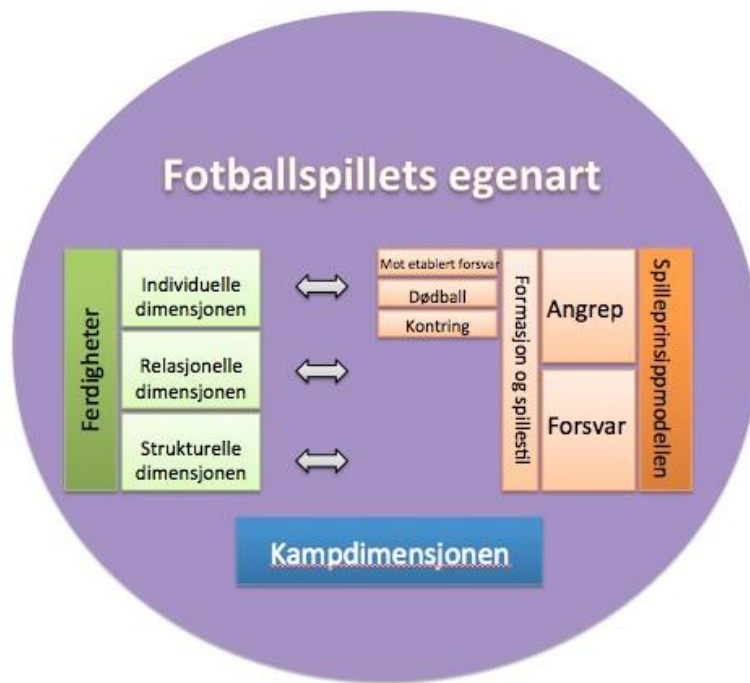 Fotballspillets egenart
Ferdigheter
Individuelle
dimensjonen
Relasjonelle
dimensjonen
Strukturelle
dimensjonen
Mot etablert forsvar
Dødball
Kontring
Formasjon og spillestil
Angrep
Forsvar
Spilleprinsippmodellen
Kampdimensjonen